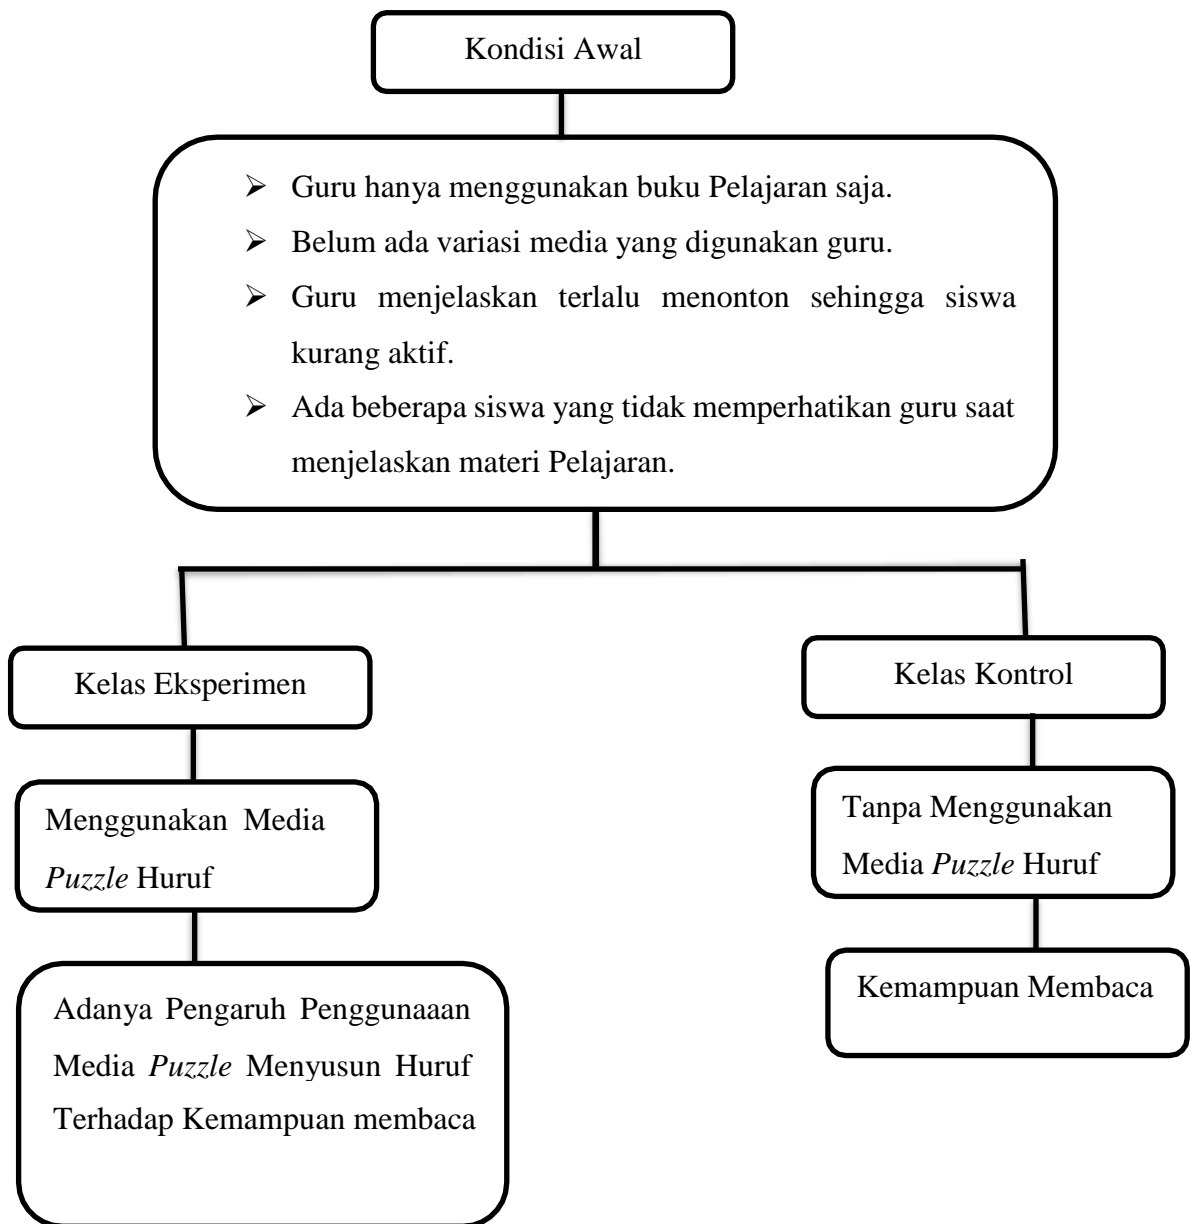 Kondisi Awal
➢ Guru hanya menggunakan buku Pelajaran saja.
➢ Belum ada variasi media yang digunakan guru.
➢ Guru menjelaskan terlalu menonton sehingga siswa
kurang aktif.
➢ Ada beberapa siswa yang tidak memperhatikan guru saat
menjelaskan materi Pelajaran.
Kelas Eksperimen
Menggunakan Media
Puzzle Huruf
Adanya Pengaruh Penggunaaan
Media Puzzle Menyusun Huruf
Terhadap Kemampuan membaca
Kelas Kontrol
Tanpa Menggunakan
Media Puzzle Huruf
Kemampuan Membaca